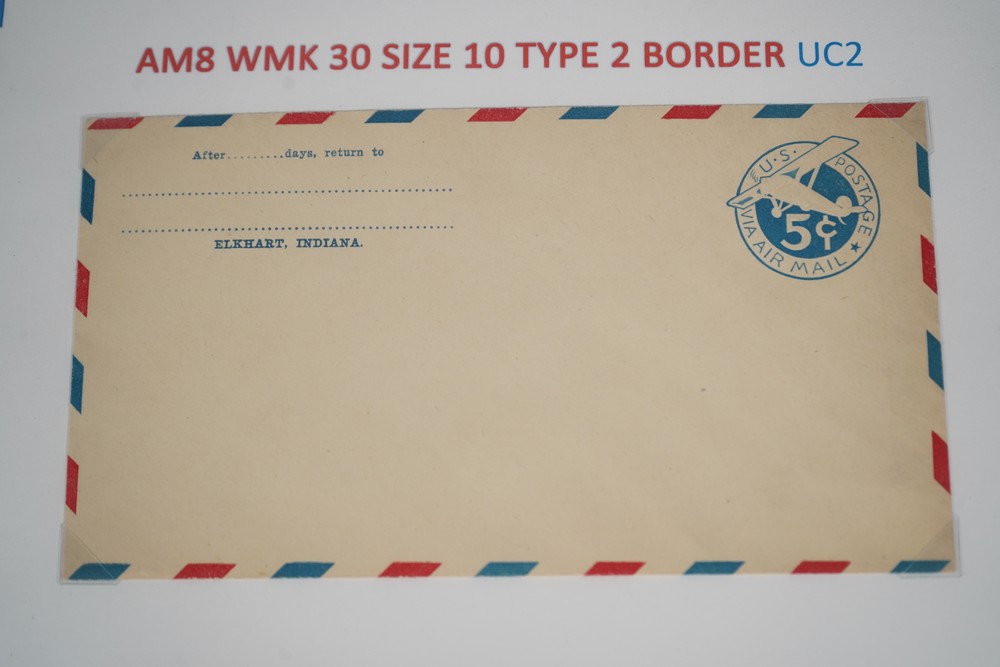 AM8 WMK 30 SIZE 10 TYPE 2 BORDER UC2
After.........days, return to
ELKHART, INDIANA.
U.S. POSTAGE
5¢
VIA AIR MAIL